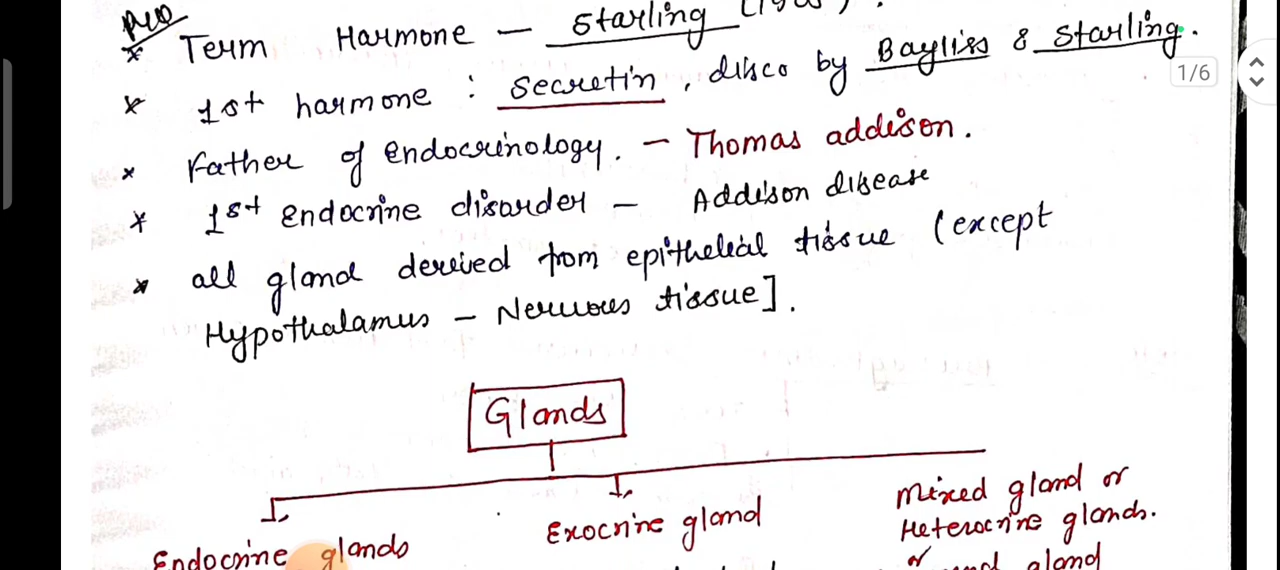 * Term Harmone - Starling
* 1st harmone : Secretin, disco by Bayliss & Starling.
1/6
* Father of endocrinology. - Thomas addison.
* 1st endocrine disorder - Addison disease
* all gland derived from epithelial tissue (except
Hypothalamus - Nervous tissue].
Glands
Endocrine glands
Exocrine gland
Mixed gland or
Heterocrine glands.
or
gland